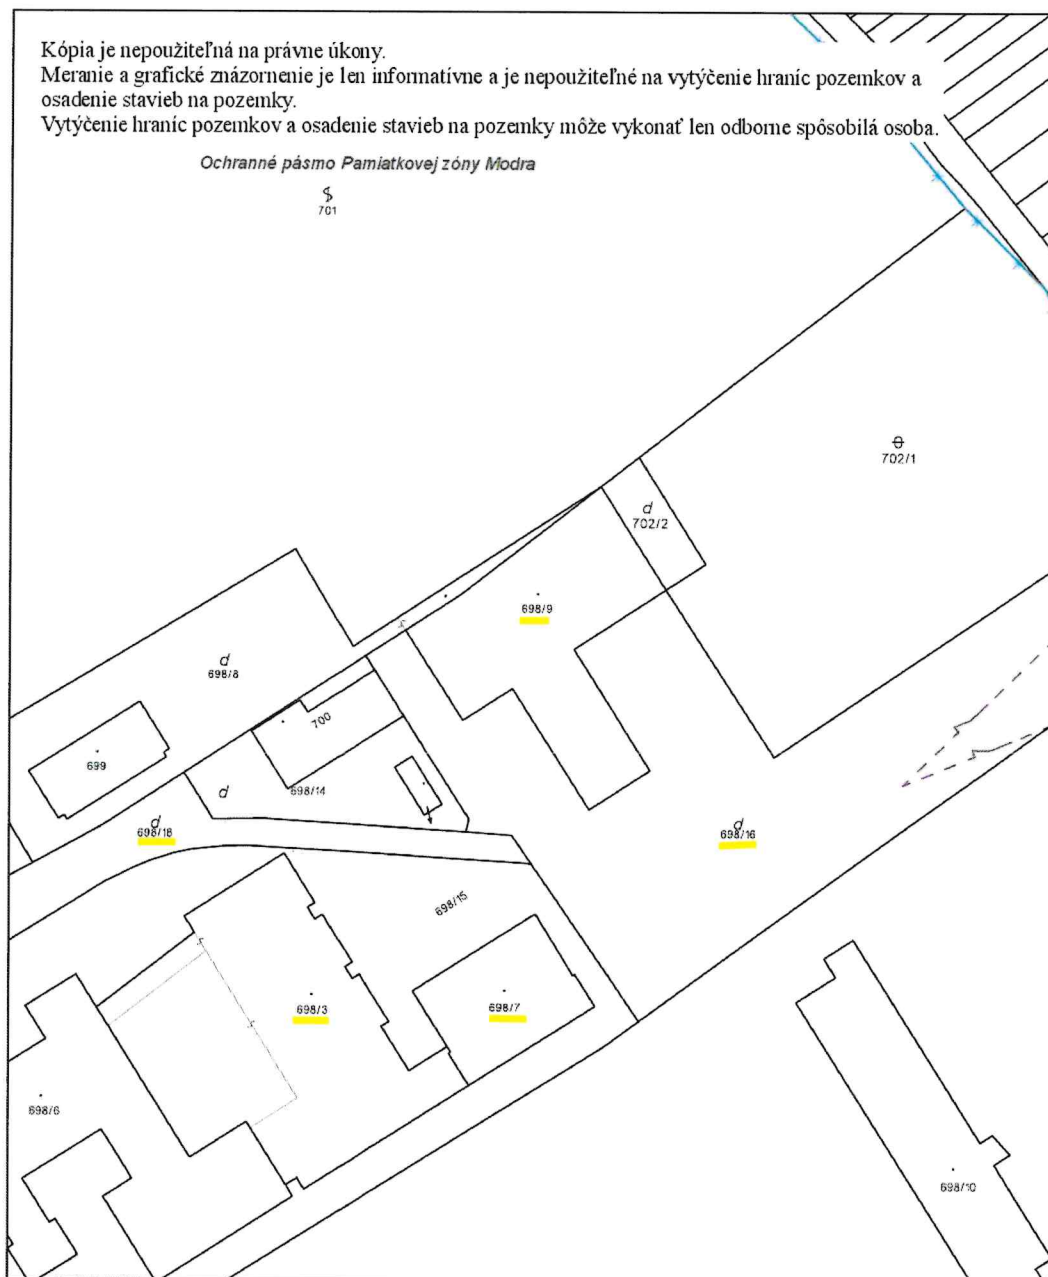 Kópia je nepoužiteľná na právne úkony.
Meranie a grafické znázornenie je len informatívne a je nepoužiteľné na vytýčenie hraníc pozemkov a
osadenie stavieb na pozemky.
Vytýčenie hraníc pozemkov a osadenie stavieb na pozemky môže vykonať len odborne spôsobilá osoba.
Ochranné pásmo Pamiatkovej zóny Modra
701
702/1
d
702/2
698/9
d
698/8
700
699
d
698/14
d
698/18
d
698/16
698/15
698/3
698/7
698/6
698/10